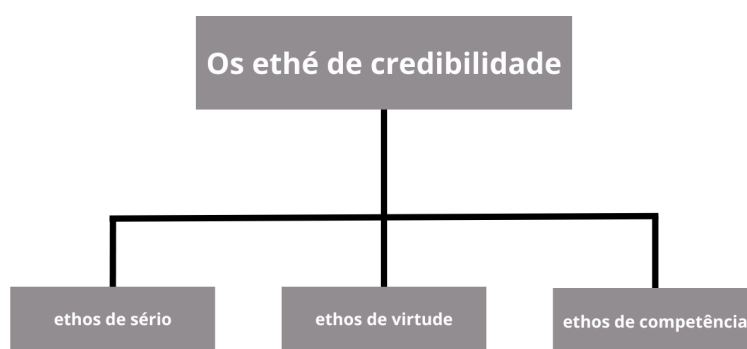 Os ethé de credibilidade
ethos de sério
ethos de virtude
ethos de competência